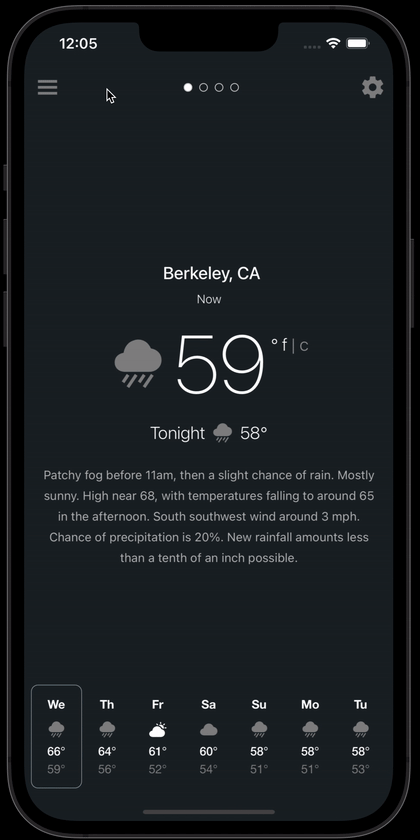 12:05
Berkeley, CA
Now
59 ° f | c
Tonight 58°
Patchy fog before 11am, then a slight chance of rain. Mostly
sunny. High near 68, with temperatures falling to around 65
in the afternoon. South southwest wind around 3 mph.
Chance of precipitation is 20%. New rainfall amounts less
than a tenth of an inch possible.
We Th Fr Sa Su Mo Tu
66° 64° 61° 60° 58° 58° 58°
59° 56° 52° 54° 51° 51° 53°